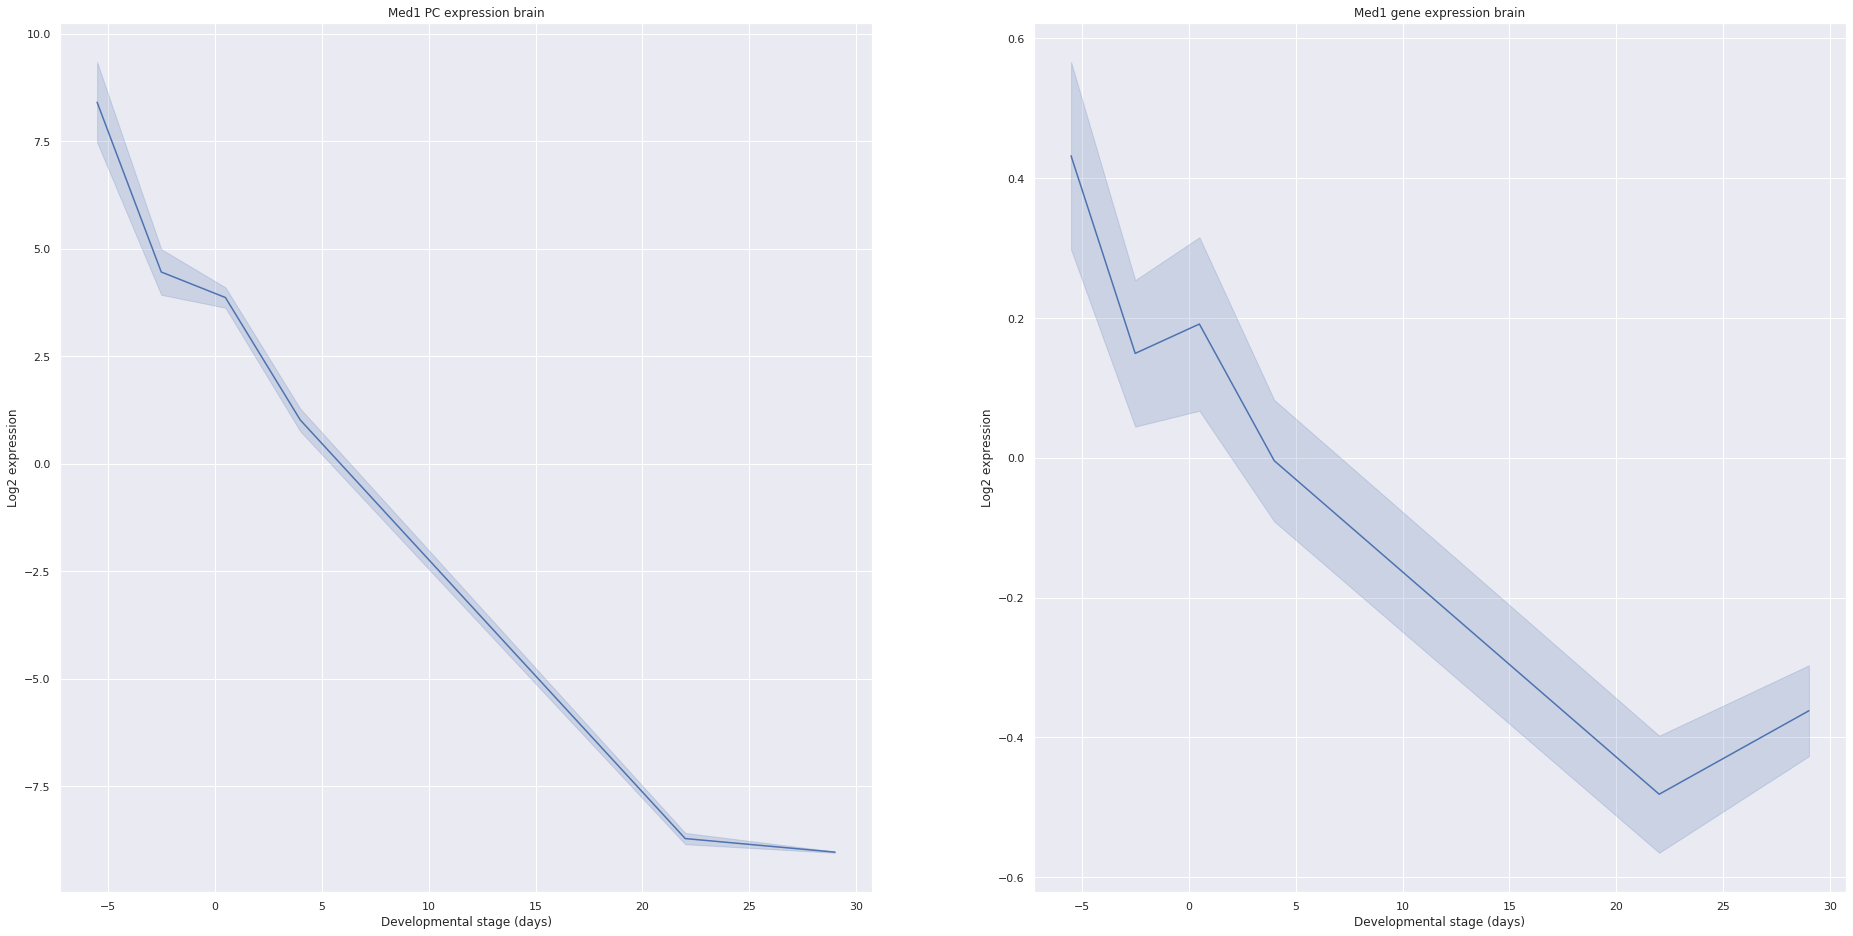 Med1 PC expression brain
10.0
7.5
5.0
2.5
0.0
−2.5
−5.0
−7.5
Log2 expression
−5 0 5 10 15 20 25 30
Developmental stage (days)
Med1 gene expression brain
0.6
0.4
0.2
0.0
−0.2
−0.4
−0.6
Log2 expression
−5 0 5 10 15 20 25 30
Developmental stage (days)